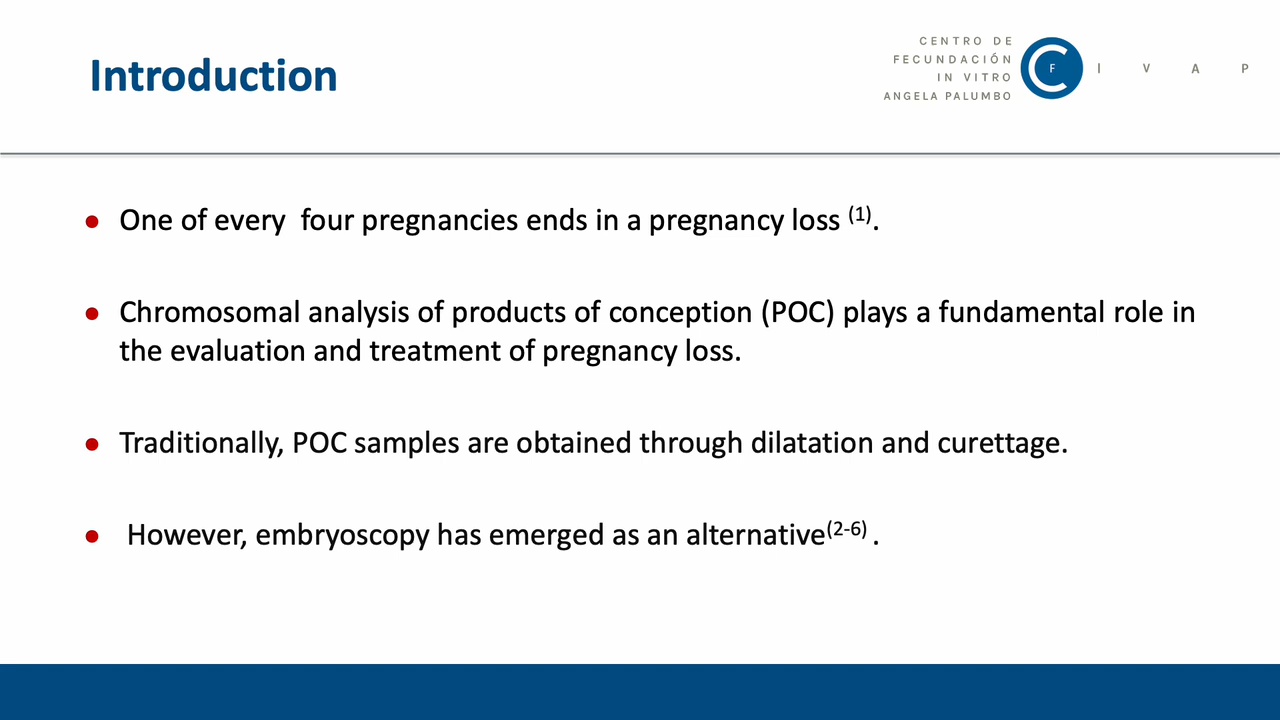 Introduction
CENTRO DE
FECUNDACIÓN
IN VITRO
ANGELA PALUMBO
F I V A P
● One of every four pregnancies ends in a pregnancy loss (1).
● Chromosomal analysis of products of conception (POC) plays a fundamental role in
the evaluation and treatment of pregnancy loss.
● Traditionally, POC samples are obtained through dilatation and curettage.
● However, embryoscopy has emerged as an alternative(2-6) .